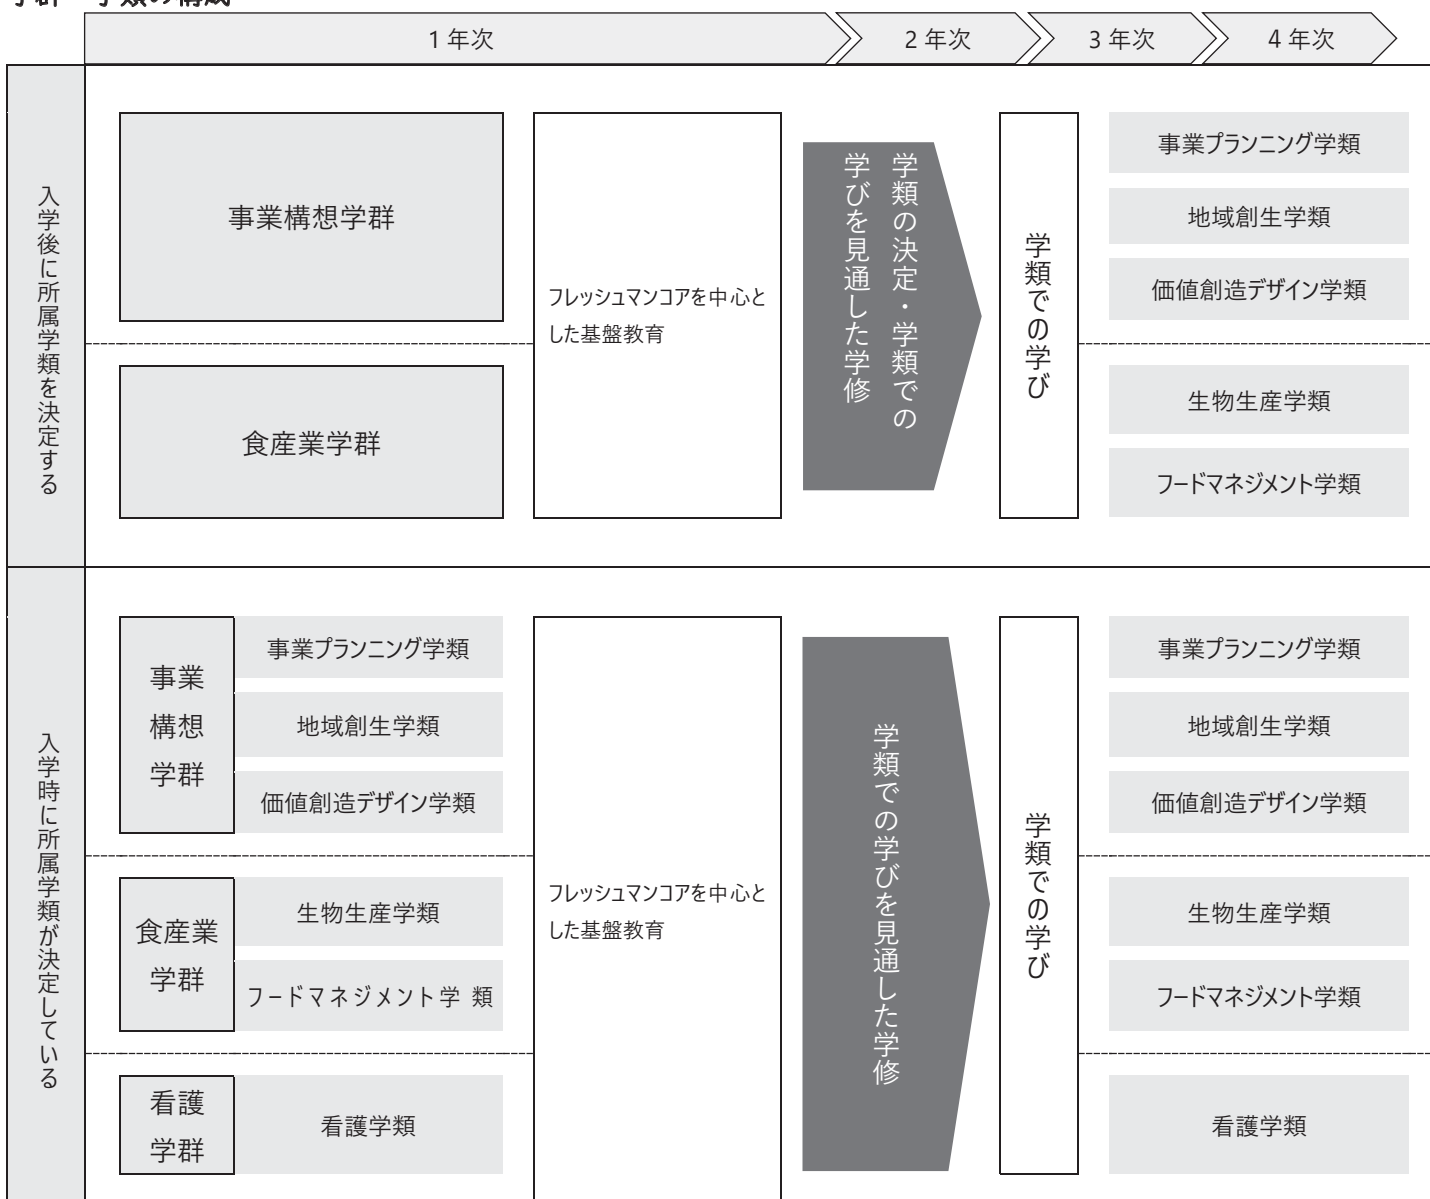 学群・学類の構成
1 年次
2 年次
3 年次
4 年次
入学後に所属学類を決定する
事業構想学群
食産業学群
フレッシュマンコアを中心と
した基盤教育
学類の決定・学類での
学びを見通した学修
学類での学び
事業プランニング学類
地域創生学類
価値創造デザイン学類
生物生産学類
フードマネジメント学類
入学時に所属学類が決定している
事業
構想
学群
事業プランニング学類
地域創生学類
価値創造デザイン学類
食産業
学群
生物生産学類
フードマネジメント学 類
看護
学群
看護学類
フレッシュマンコアを中心と
した基盤教育
学類での学びを見通した学修
学類での学び
事業プランニング学類
地域創生学類
価値創造デザイン学類
生物生産学類
フードマネジメント学類
看護学類